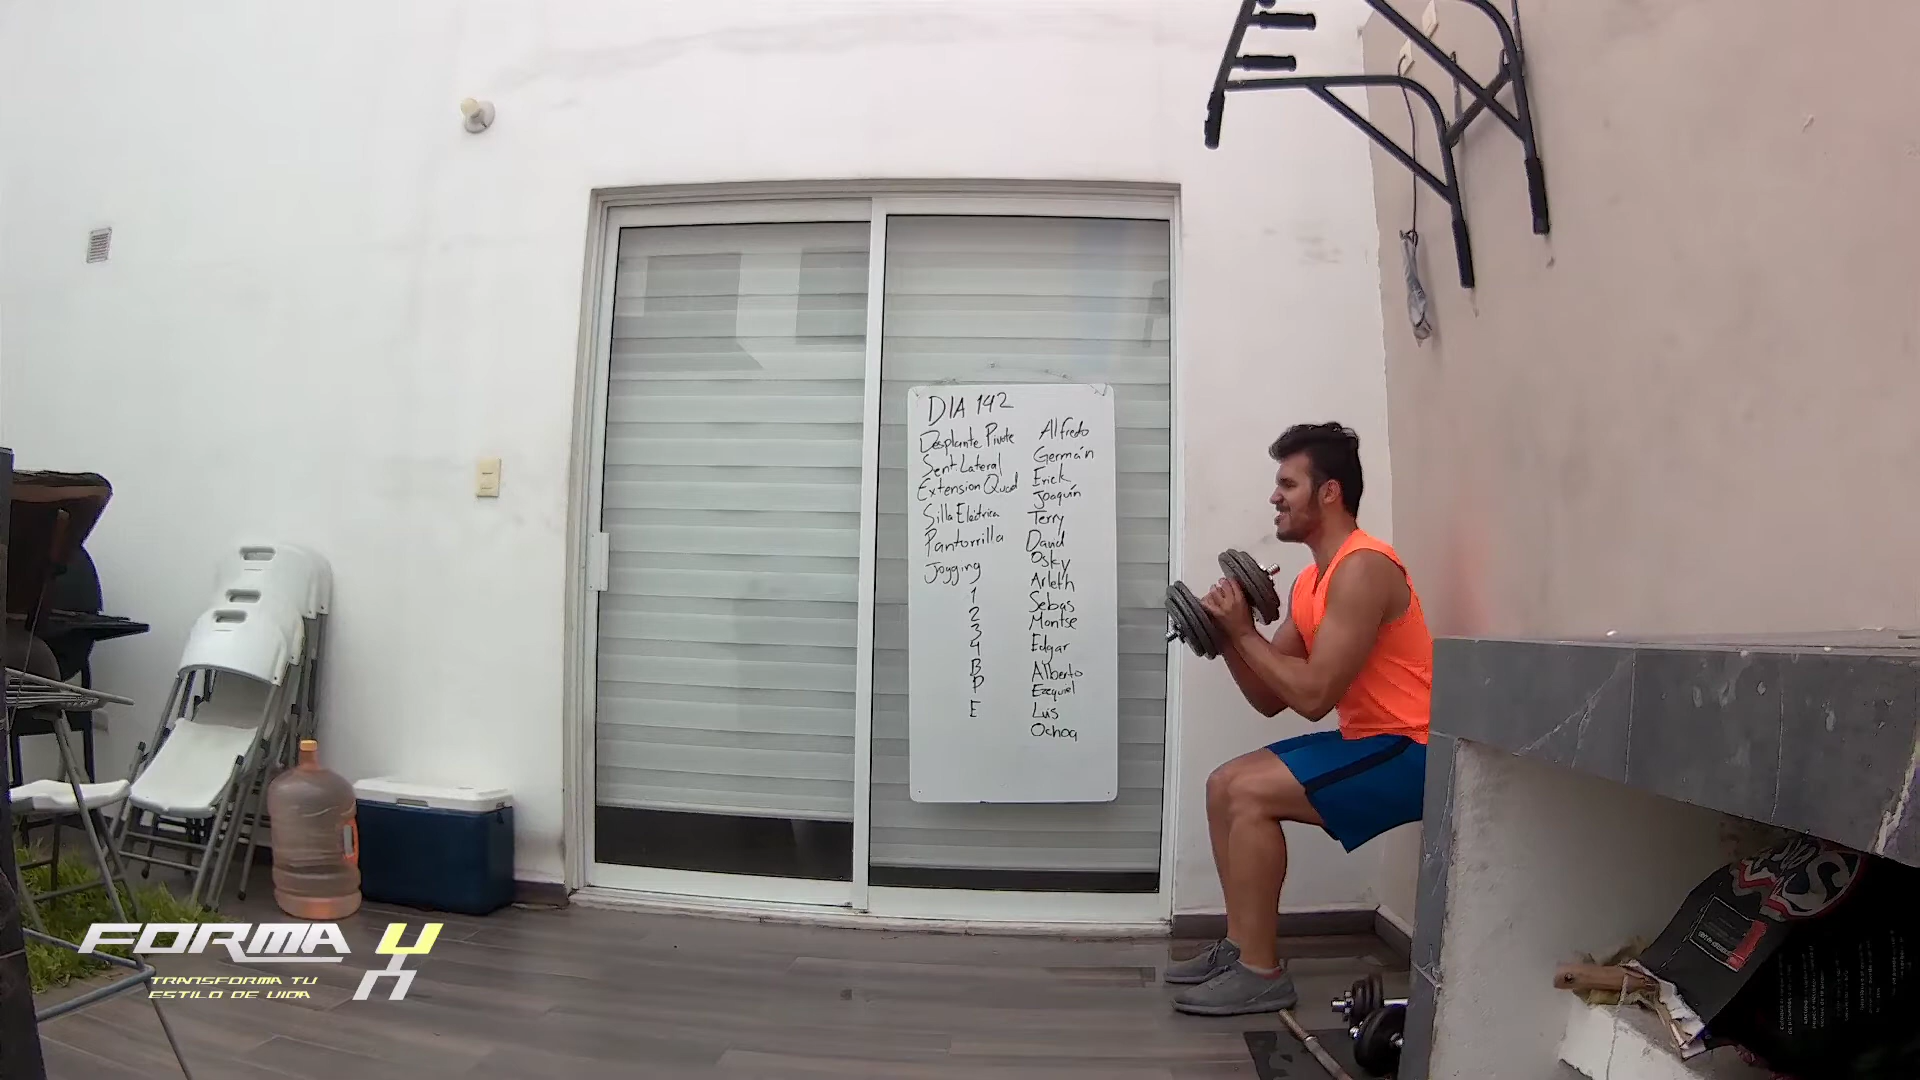 DIA 142
Desplante Pivote
Sent. Lateral
Extension Quad
Silla Eléctrica
Pantorrilla
Jogging
1
2
3
4
B
P
E
Alfredo
Germán
Erick
Joaquín
Terry
David
Osky
Arleth
Sebas
Montse
Edgar
Alberto
Ezequiel
Luis
Ochoa
FORMA
TRANSFORMA TU
ESTILO DE VIDA